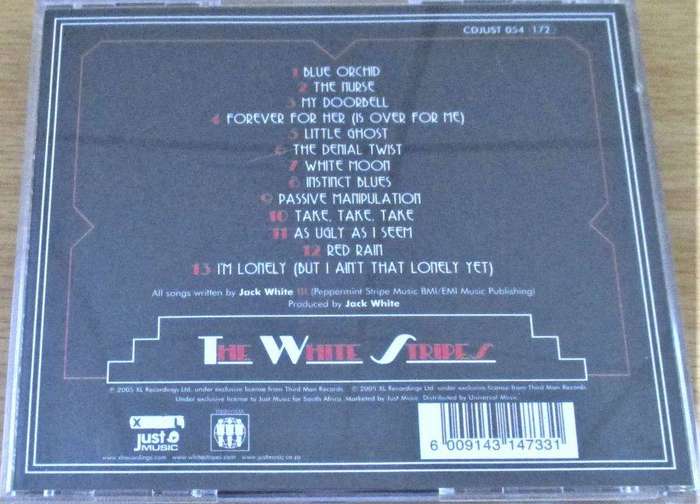 CDJUST 054 172
1 BLUE ORCHID
2 THE NURSE
3 MY DOORBELL
4 FOREVER FOR HER (IS OVER FOR ME)
5 LITTLE GHOST
6 THE DENIAL TWIST
7 WHITE MOON
8 INSTINCT BLUES
9 PASSIVE MANIPULATION
10 TAKE, TAKE, TAKE
11 AS UGLY AS I SEEM
12 RED RAIN
13 I'M LONELY (BUT I AIN'T THAT LONELY YET)
All songs written by Jack White III (Peppermint Stripe Music BMI/EMI Music Publishing)
Produced by Jack White
THE WHITE STRIPES
℗ 2005 XL Recordings Ltd. under exclusive license from Third Man Records. © 2005 XL Recordings Ltd. under exclusive license from Third Man Records.
Under exclusive license to Just Music for South Africa. Marketed by Just Music. Distributed by Universal Music.
XL
just MUSIC
www.xlrecordings.com www.whitestripes.com www.justmusic.co.za
6 009143 147331